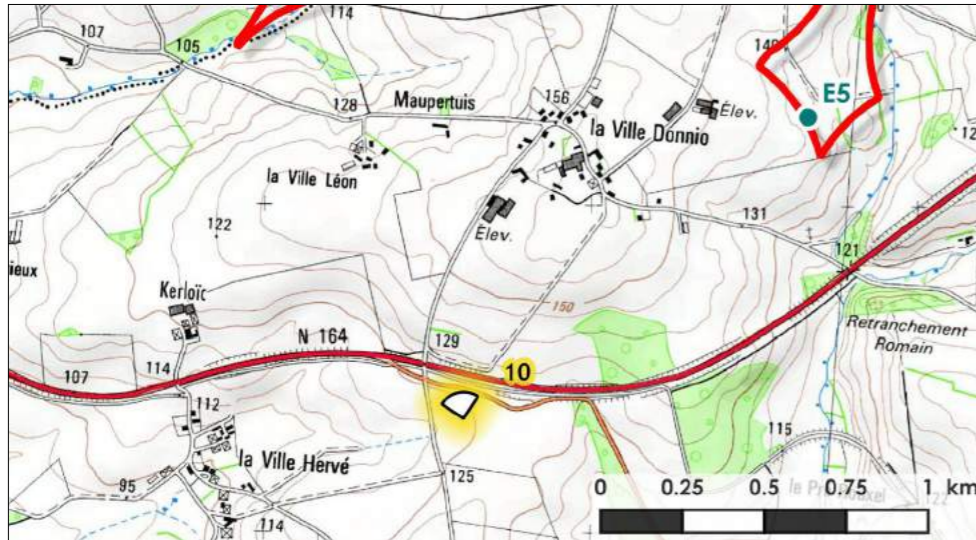 107
105
114
128
Maupertuis
156
la Ville Donnio
Élev.
149
E5
la Ville Léon
122
Élev.
131
121
ieux
Kerloïc
150
Retranchement
Romain
N 164
129
10
107
114
112
la Ville Hervé
125
95
114
115
0 0.25 0.5 0.75 1 km
122